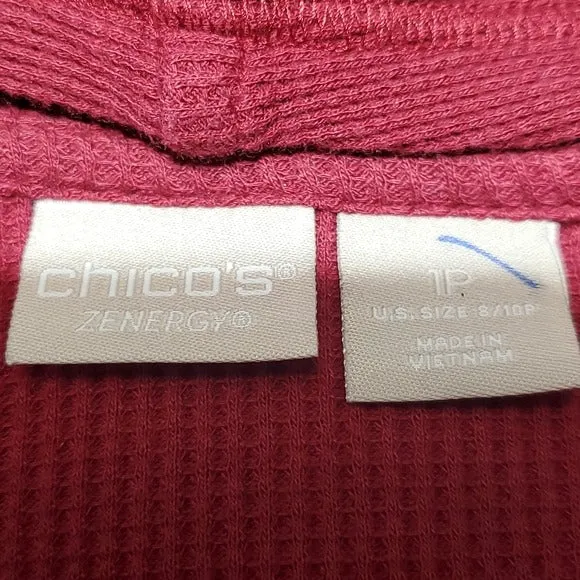 chico's®
ZENERGY®
1P
U.S. SIZE 8/10P
MADE IN
VIETNAM